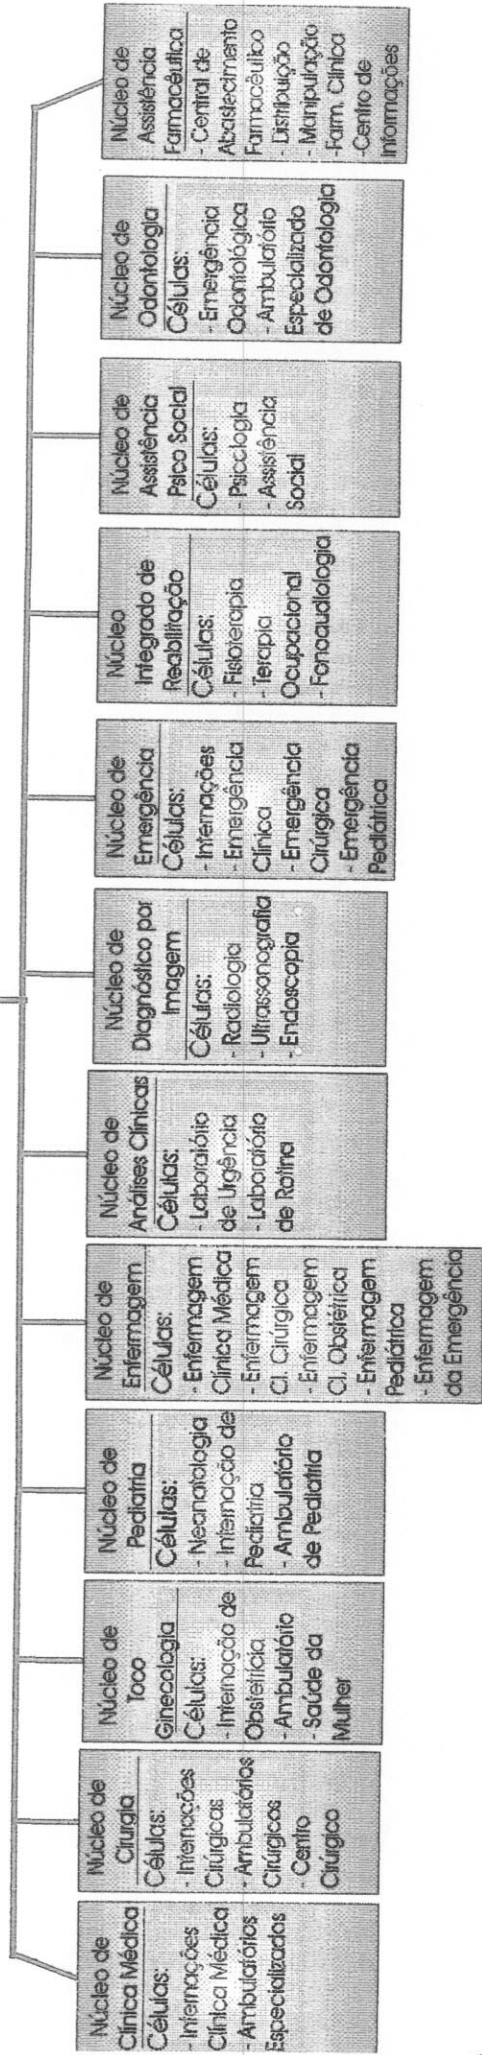 Núcleo de
Clínica Médica
Células:
- Internações
Clínica Médica
- Ambulatórios
Especializados
Núcleo de
Cirurgia
Células:
- Internações
Cirúrgicas
- Ambulatórios
Cirúrgicos
- Centro
Cirúrgico
Núcleo de
Toco
Ginecologia
Células:
- Internação de
Obstetrícia
- Ambulatório
- Saúde da
Mulher
Núcleo de
Pediatria
Células:
- Neonatologia
- Internação de
Pediatria
- Ambulatório
de Pediatria
Núcleo de
Enfermagem
Células:
- Enfermagem
Clínica Médica
- Enfermagem
Cl. Cirúrgica
- Enfermagem
Cl. Obstétrica
- Enfermagem
Pediátrica
- Enfermagem
da Emergência
Núcleo de
Análises Clínicas
Células:
- Laboratório
de Urgência
- Laboratório
de Rotina
Núcleo de
Diagnóstico por
Imagem
Células:
- Radiologia
- Ultrassonografia
- Endoscopia
Núcleo de
Emergência
Células:
- Internações
- Emergência
Clínica
- Emergência
Cirúrgica
- Emergência
Pediátrica
Núcleo
Integrado de
Reabilitação
Células:
- Fisioterapia
- Terapia
Ocupacional
- Fonoaudiologia
Núcleo de
Assistência
Psico Social
Células:
- Psicologia
- Assistência
Social
Núcleo de
Odontologia
Células:
- Emergência
Odontológica
- Ambulatório
Especializado
de Odontologia
Núcleo de
Assistência
Farmacêutica
- Central de
Abastecimento
Farmacêutico
- Distribuição
- Manipulação
-Farm. Clínica
-Centro de
Informações